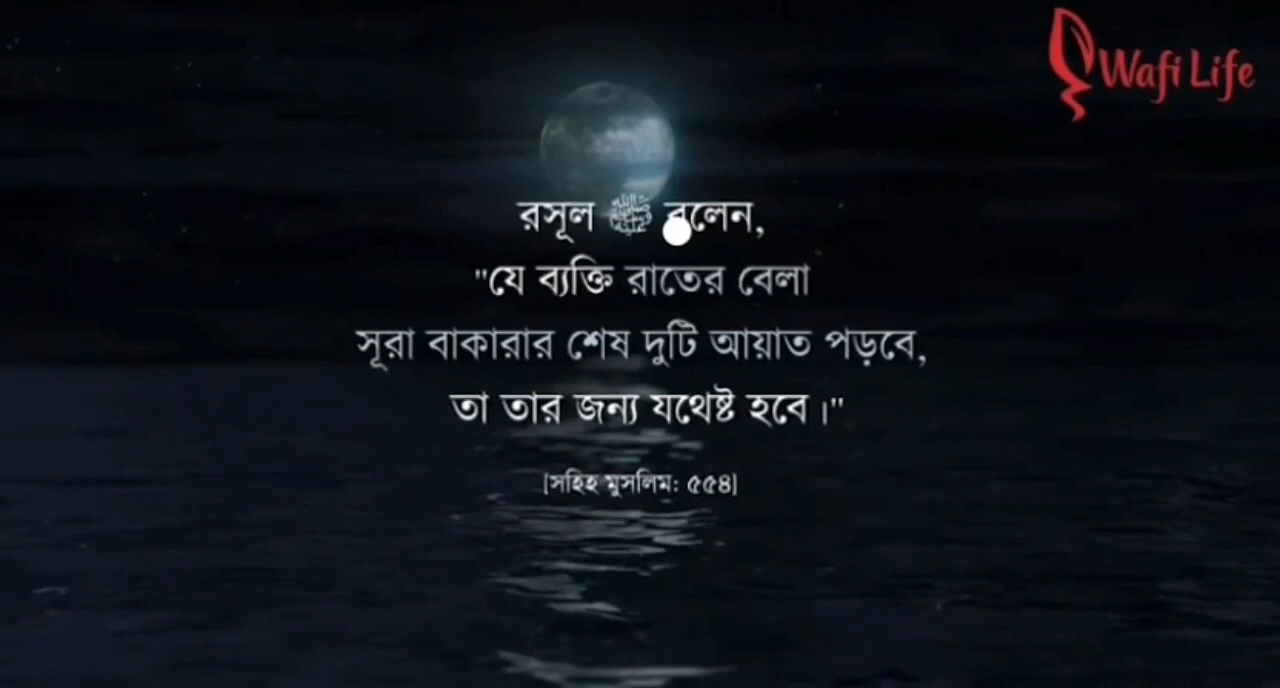 Wafi Life
রসূল ﷺ বলেন,
"যে ব্যক্তি রাতের বেলা
সূরা বাকারার শেষ দুটি আয়াত পড়বে,
তা তার জন্য যথেষ্ট হবে।"
[সহিহ মুসলিম: ৫৫৪]